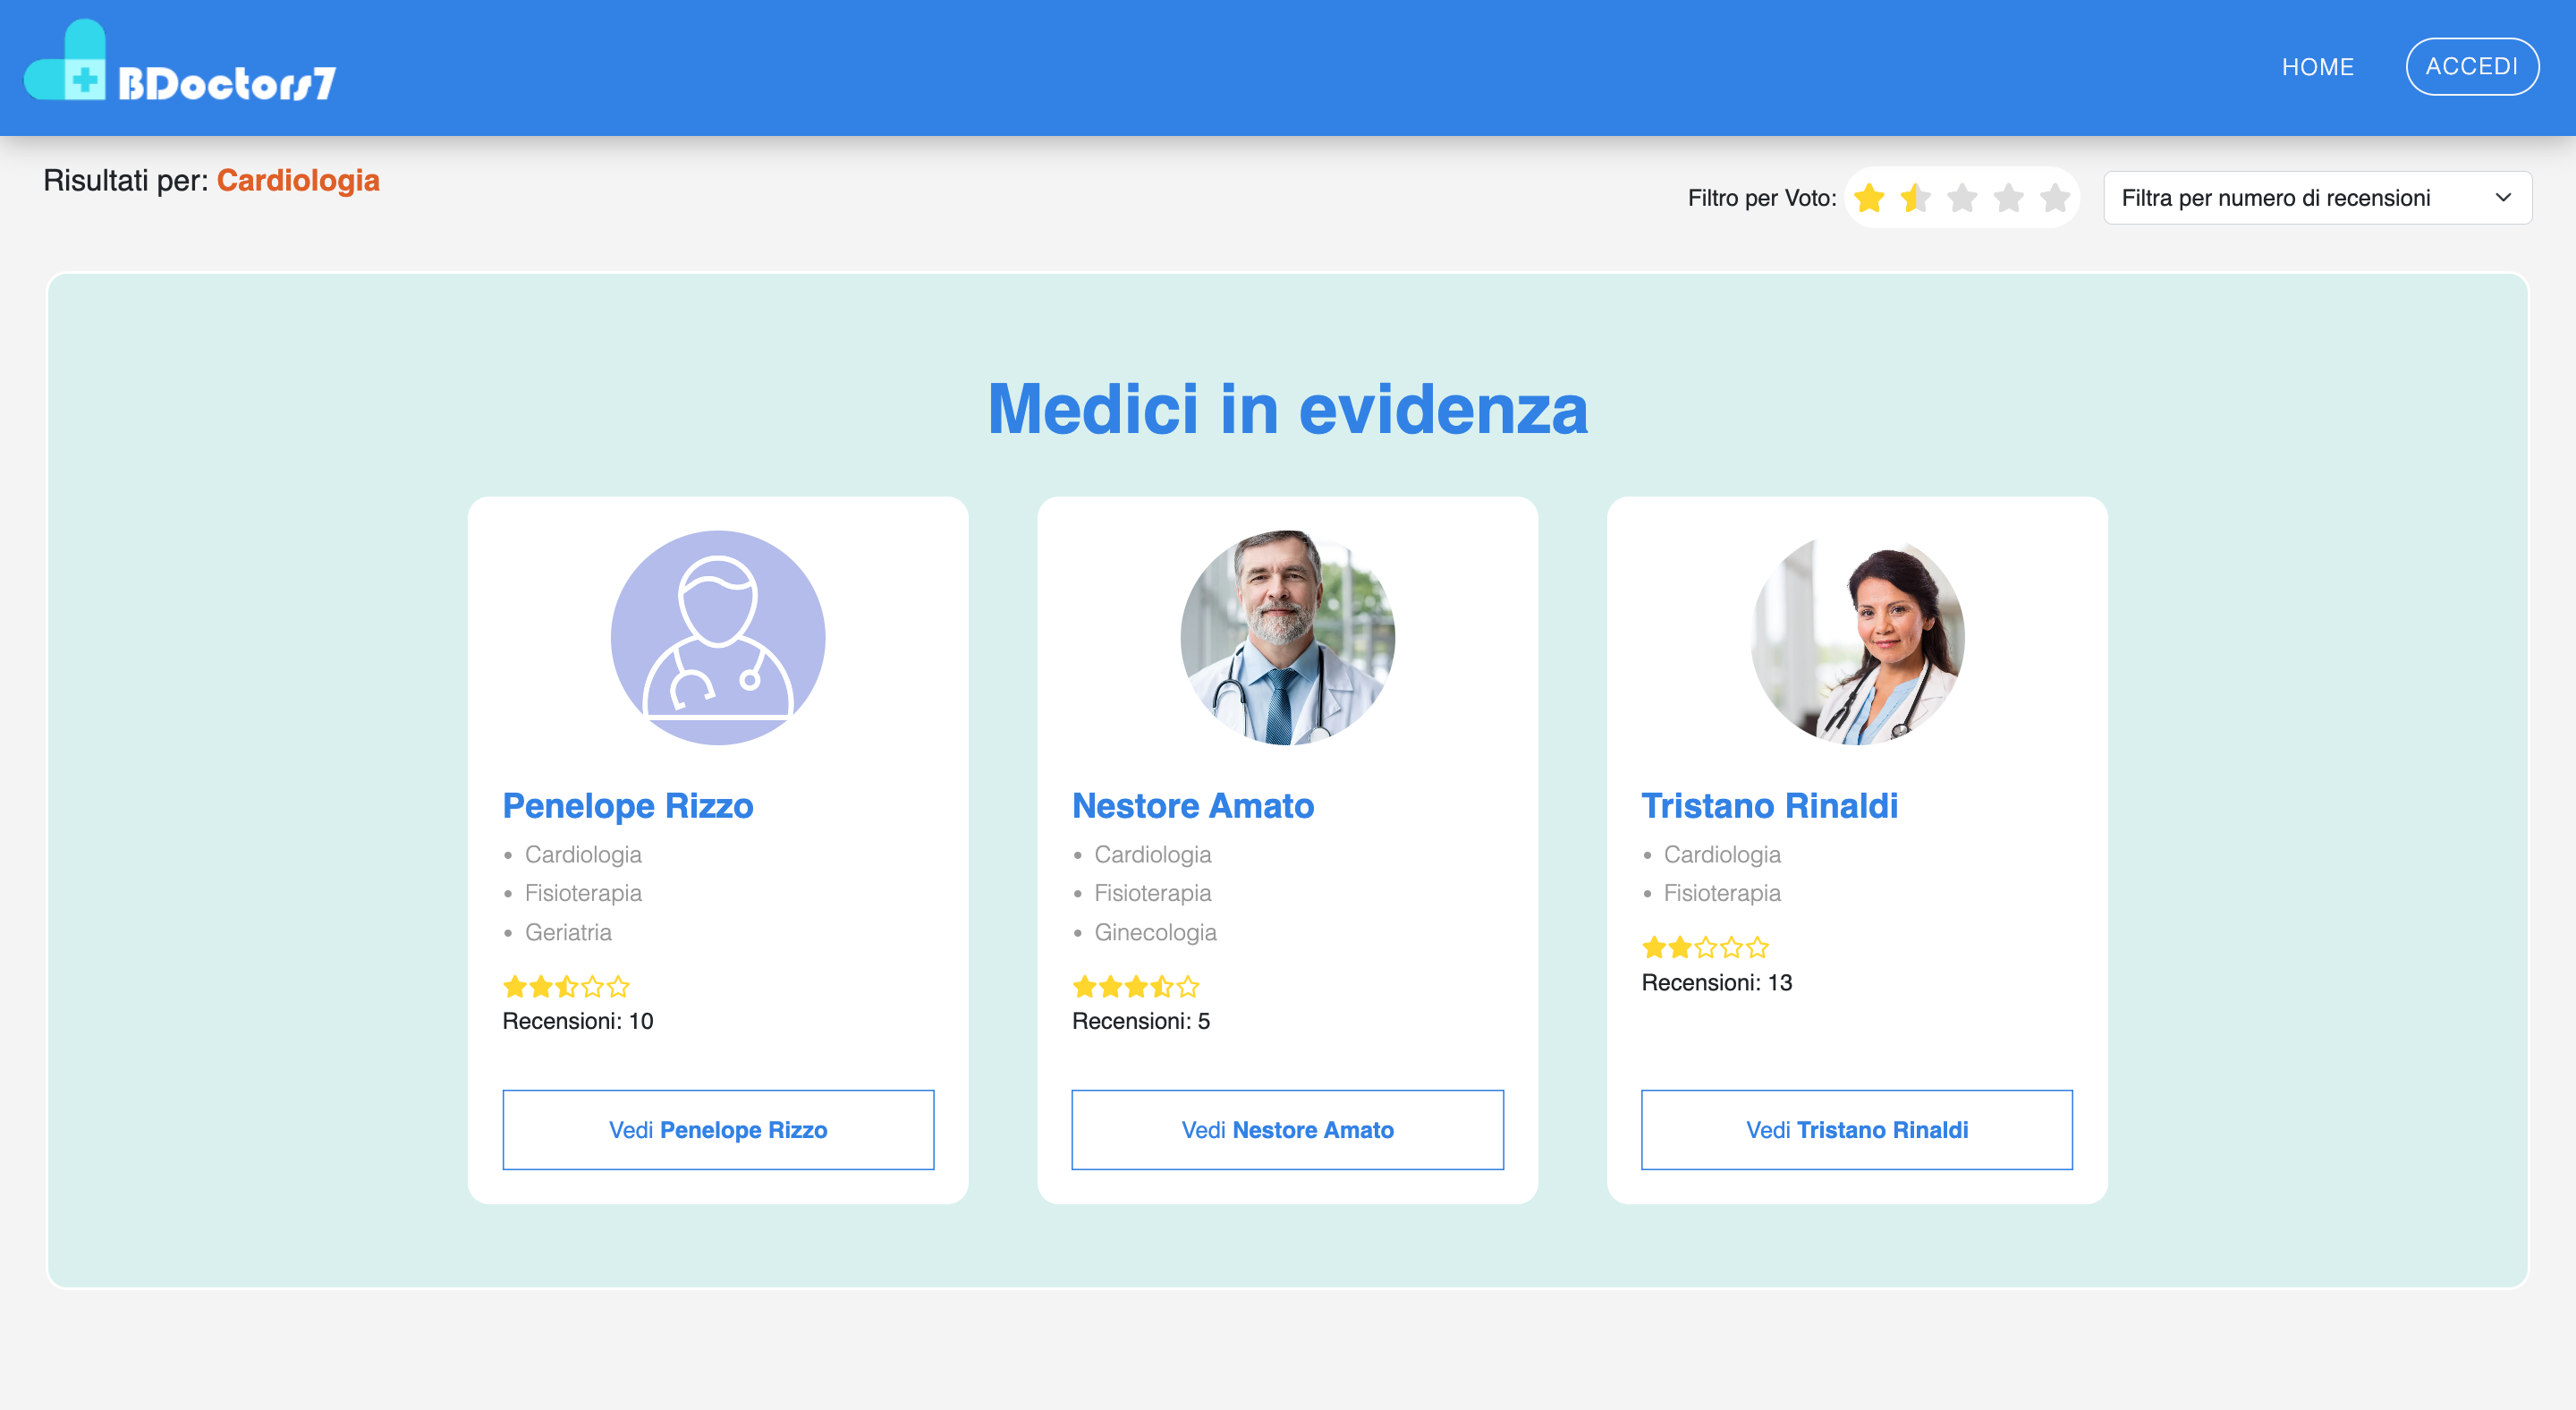 BDoctors7
HOME
ACCEDI
Risultati per: Cardiologia
Filtro per Voto:
Filtra per numero di recensioni
Medici in evidenza
Penelope Rizzo
Cardiologia
Fisioterapia
Geriatria
Recensioni: 10
Vedi Penelope Rizzo
Nestore Amato
Cardiologia
Fisioterapia
Ginecologia
Recensioni: 5
Vedi Nestore Amato
Tristano Rinaldi
Cardiologia
Fisioterapia
Recensioni: 13
Vedi Tristano Rinaldi